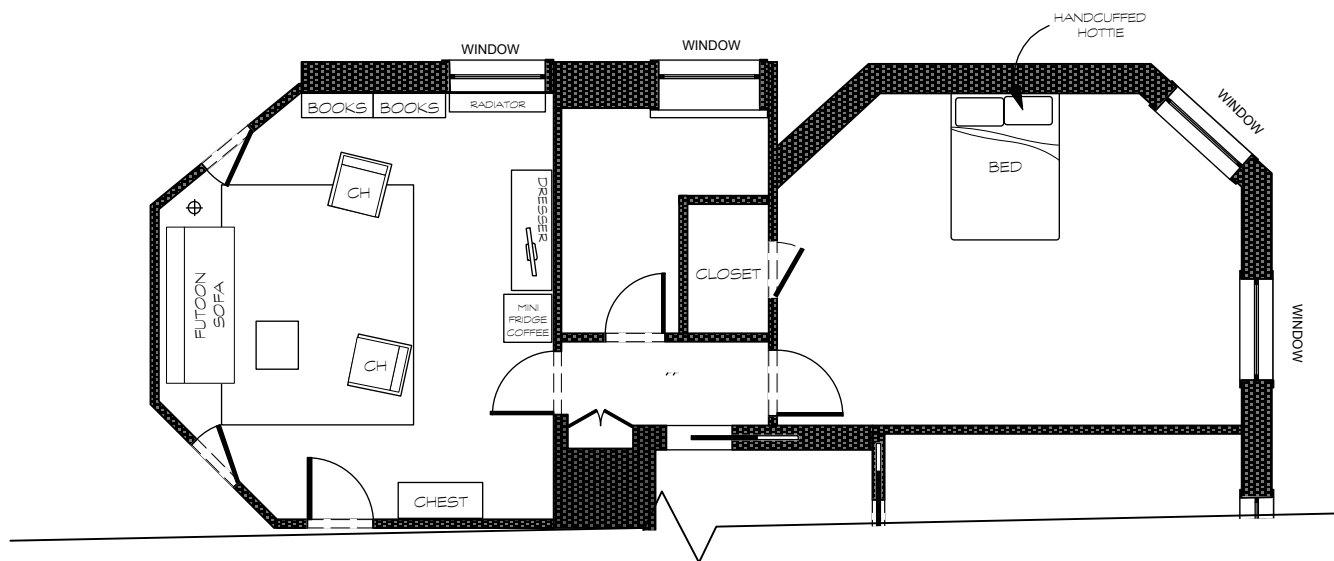 HANDCUFFED
HOTTIE
WINDOW
WINDOW
WINDOW
BOOKS
BOOKS
RADIATOR
BED
CH
DRESSER
CLOSET
FUTOON
SOFA
MINI
FRIDGE
COFFEE
WINDOW
CH
CHEST